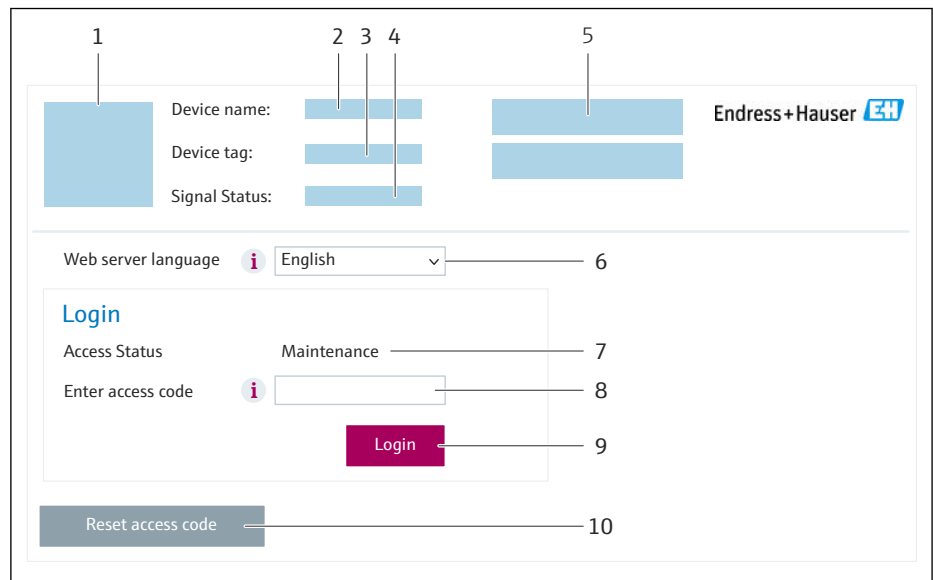 1 2 3 4 5
Device name:
Endress+Hauser EH
Device tag:
Signal Status:
Web server language i English 6
Login
Access Status Maintenance 7
Enter access code i 8
Login 9
Reset access code 10